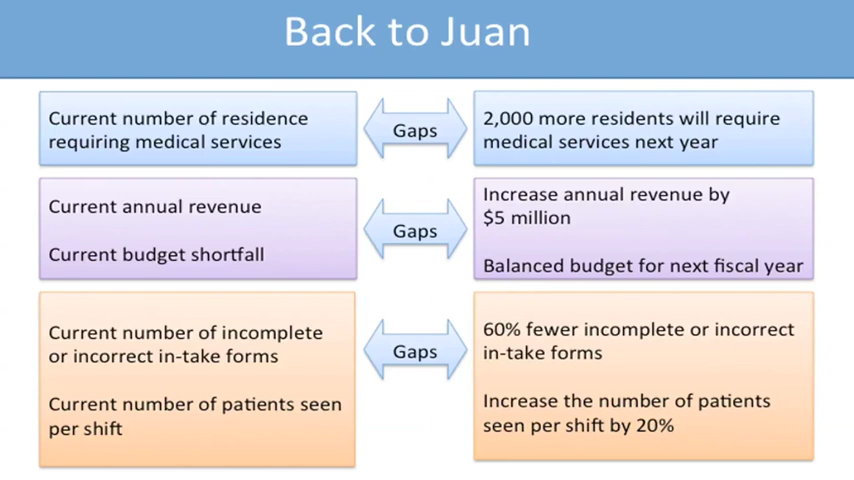 Back to Juan
Current number of residence
requiring medical services
Gaps
2,000 more residents will require
medical services next year
Current annual revenue
Current budget shortfall
Gaps
Increase annual revenue by
$5 million
Balanced budget for next fiscal year
Current number of incomplete
or incorrect in-take forms
Current number of patients seen
per shift
Gaps
60% fewer incomplete or incorrect
in-take forms
Increase the number of patients
seen per shift by 20%